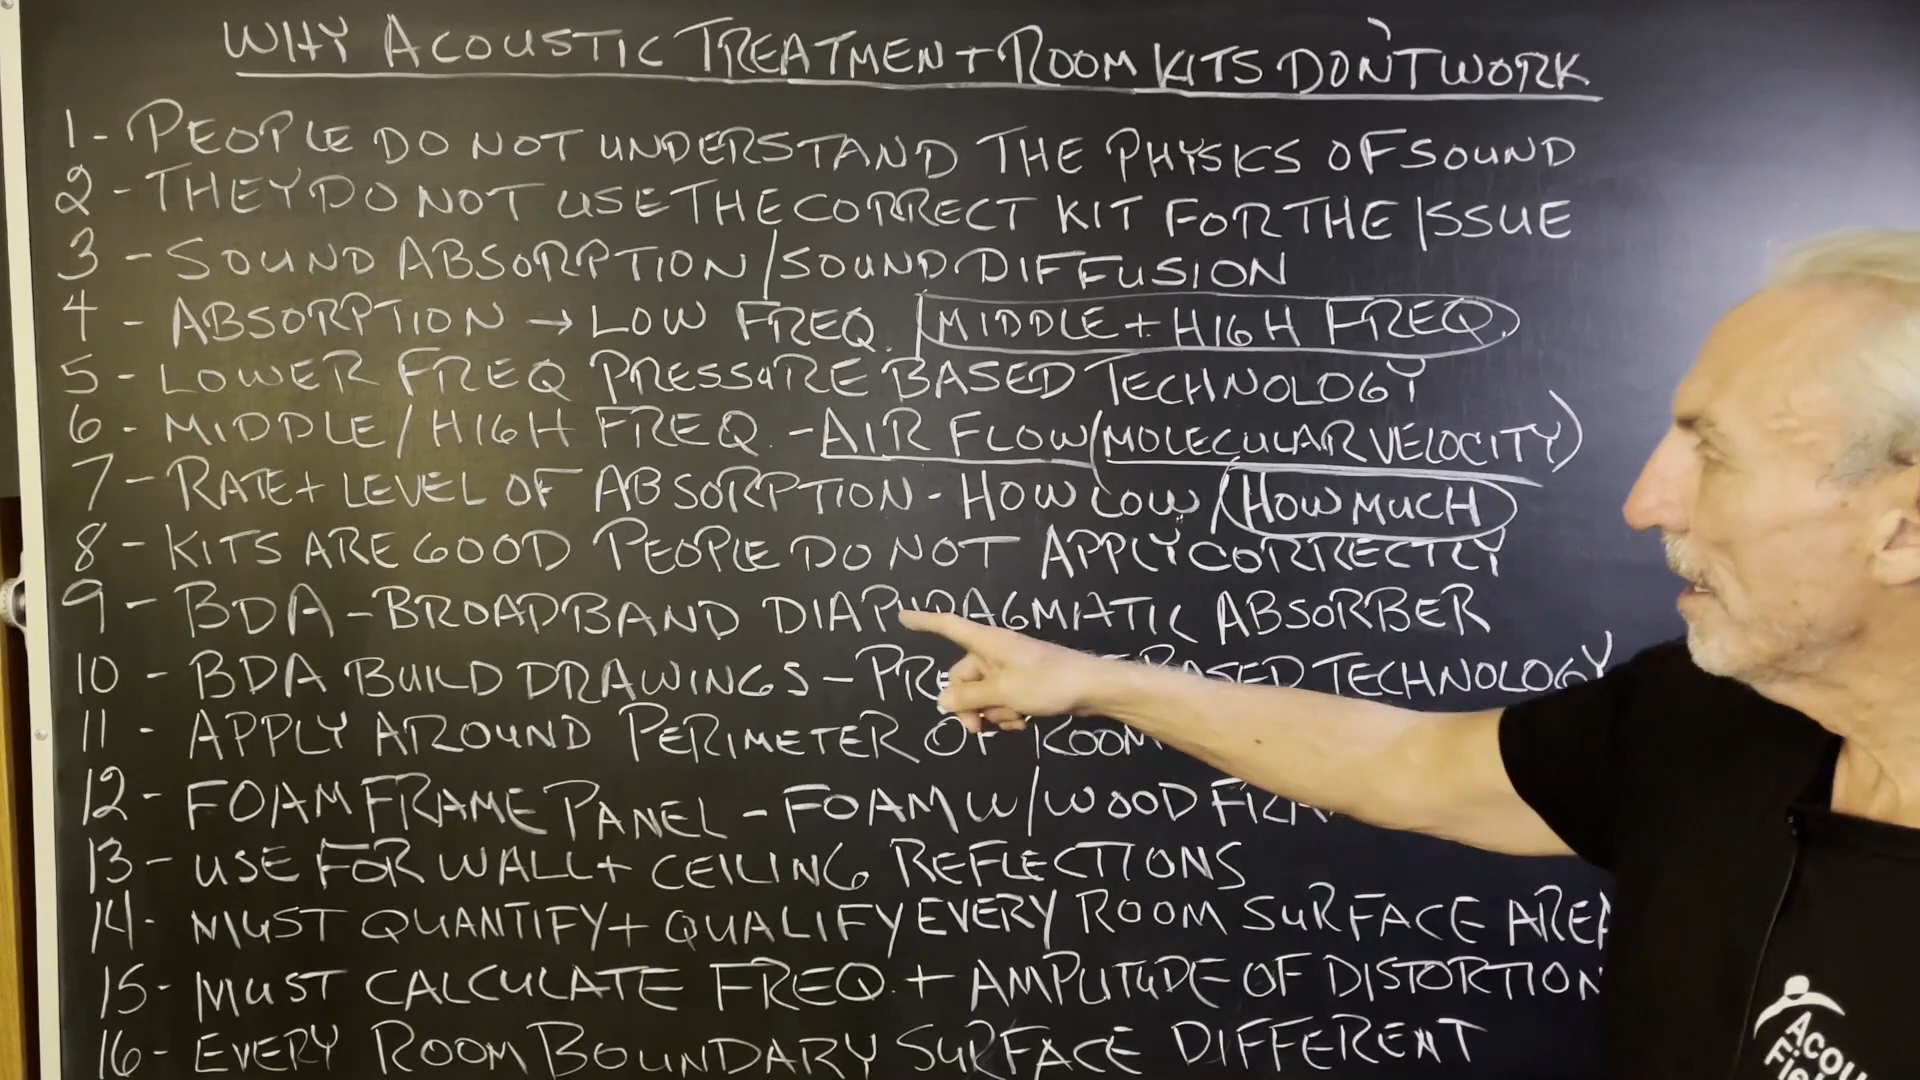 WHY ACOUSTIC TREATMENT ROOM KITS DON'T WORK
1- PEOPLE DO NOT UNDERSTAND THE PHYSICS OF SOUND
2- THEY DO NOT USE THE CORRECT KIT FOR THE ISSUE
3- SOUND ABSORPTION/SOUND DIFFUSION
4- ABSORPTION → LOW FREQ. / MIDDLE + HIGH FREQ.
5- LOWER FREQ PRESSURE BASED TECHNOLOGY
6- MIDDLE/HIGH FREQ. - AIR FLOW (MOLECULAR VELOCITY)
7- RATE + LEVEL OF ABSORPTION - HOW LOW / HOW MUCH
8- KITS ARE GOOD PEOPLE DO NOT APPLY CORRECTLY
9- BDA - BROADBAND DIAPHRAGMATIC ABSORBER
10- BDA BUILD DRAWINGS - BASED TECHNOLOGY
11- APPLY AROUND PERIMETER OF ROOM
12- FOAM FRAME PANEL - FOAM W/WOOD
13- USE FOR WALL + CEILING REFLECTIONS
14- MUST QUANTIFY + QUALIFY EVERY ROOM SURFACE AREA
15- MUST CALCULATE FREQ. + AMPLITUDE OF DISTORTION
16- EVERY ROOM BOUNDARY SURFACE DIFFERENT